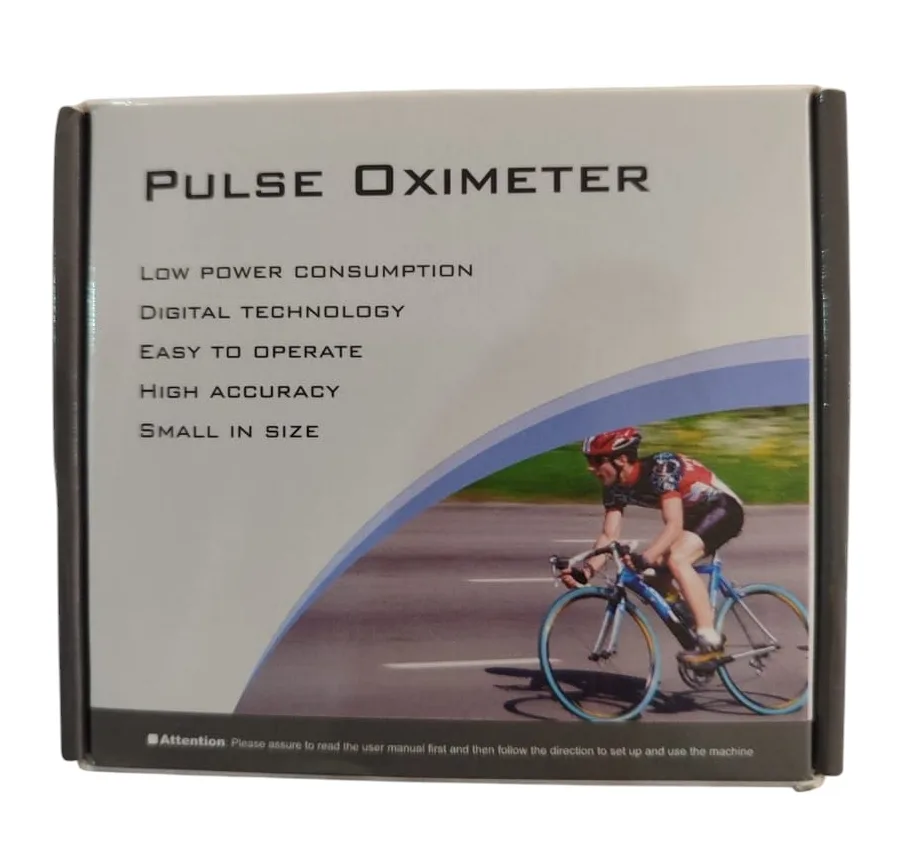 PULSE OXIMETER
LOW POWER CONSUMPTION
DIGITAL TECHNOLOGY
EASY TO OPERATE
HIGH ACCURACY
SMALL IN SIZE
Attention Please assure to read the user manual first and then follow the direction to set up and use the machine